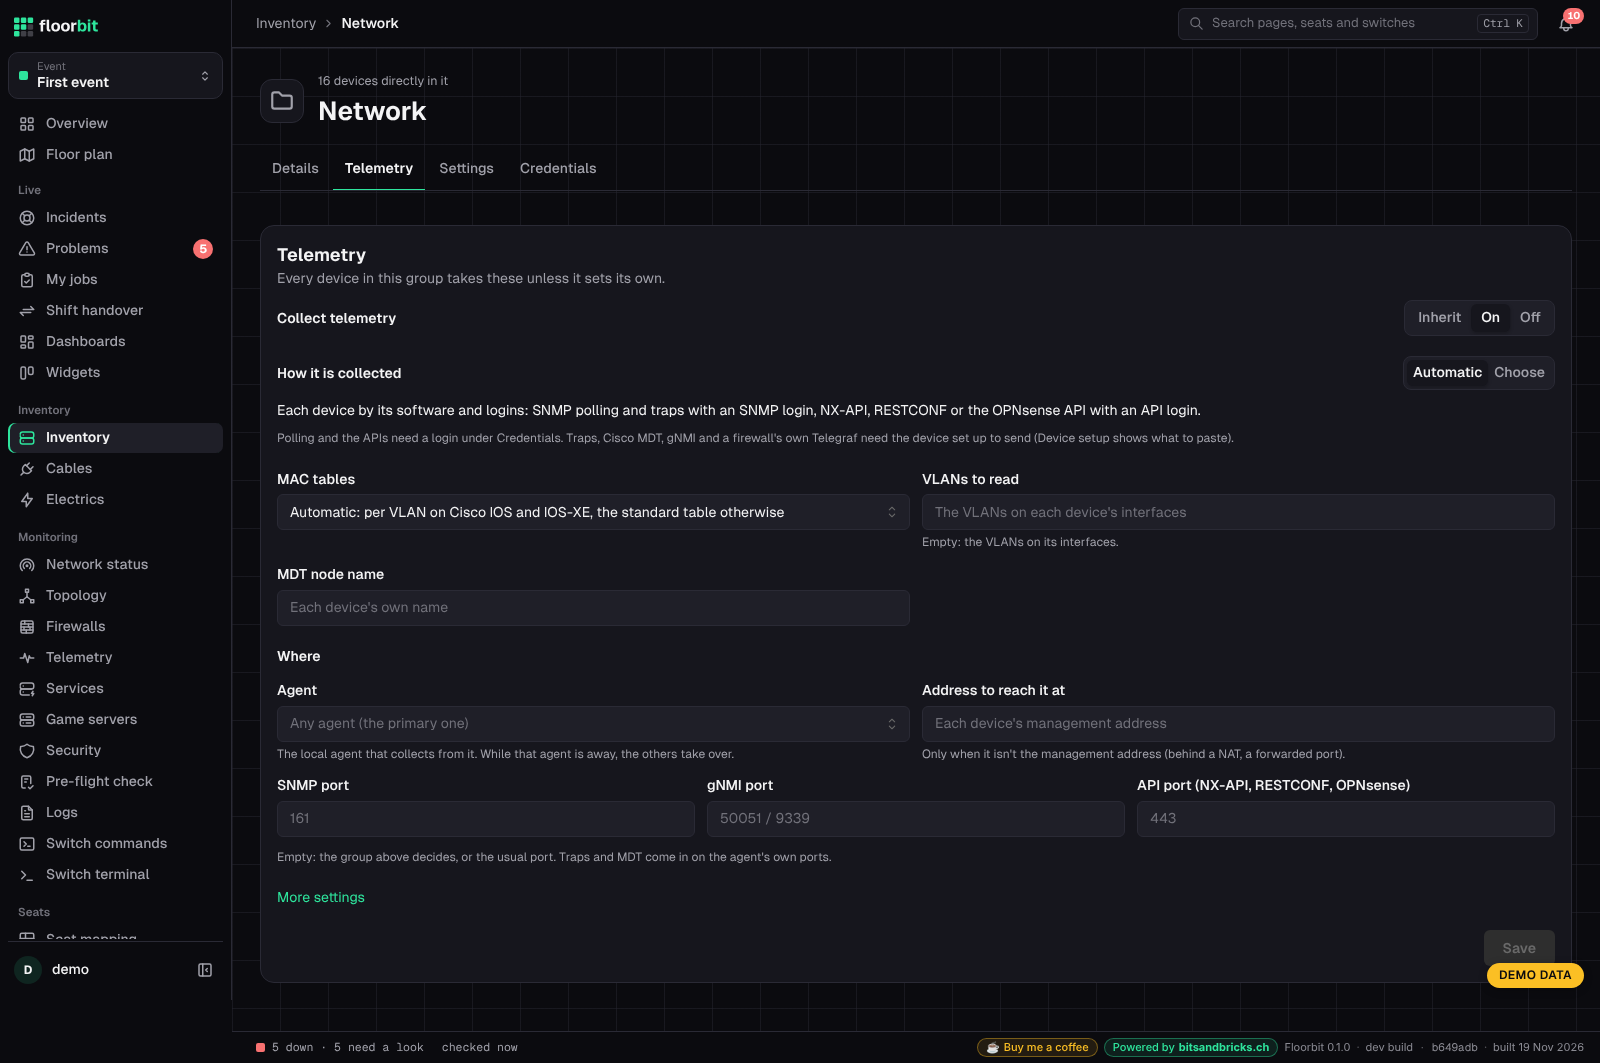 floorbit
Event
First event
Overview
Floor plan
Live
Incidents
Problems
5
My jobs
Shift handover
Dashboards
Widgets
Inventory
Inventory
Cables
Electrics
Monitoring
Network status
Topology
Firewalls
Telemetry
Services
Game servers
Security
Pre-flight check
Logs
Switch commands
Switch terminal
Seats
Seat mapping
D demo
Inventory > Network
Search pages, seats and switches Ctrl K
10
16 devices directly in it
Network
Details Telemetry Settings Credentials
Telemetry
Every device in this group takes these unless it sets its own.
Collect telemetry
Inherit On Off
How it is collected
Automatic Choose
Each device by its software and logins: SNMP polling and traps with an SNMP login, NX-API, RESTCONF or the OPNsense API with an API login.
Polling and the APIs need a login under Credentials. Traps, Cisco MDT, gNMI and a firewall's own Telegraf need the device set up to send (Device setup shows what to paste).
MAC tables
Automatic: per VLAN on Cisco IOS and IOS-XE, the standard table otherwise
VLANs to read
The VLANs on each device's interfaces
Empty: the VLANs on its interfaces.
MDT node name
Each device's own name
Where
Agent
Any agent (the primary one)
The local agent that collects from it. While that agent is away, the others take over.
Address to reach it at
Each device's management address
Only when it isn't the management address (behind a NAT, a forwarded port).
SNMP port
161
gNMI port
50051 / 9339
API port (NX-API, RESTCONF, OPNsense)
443
Empty: the group above decides, or the usual port. Traps and MDT come in on the agent's own ports.
More settings
Save
DEMO DATA
5 down · 5 need a look checked now
☕ Buy me a coffee
Powered by bitsandbricks.ch
Floorbit 0.1.0 · dev build · b649adb · built 19 Nov 2026